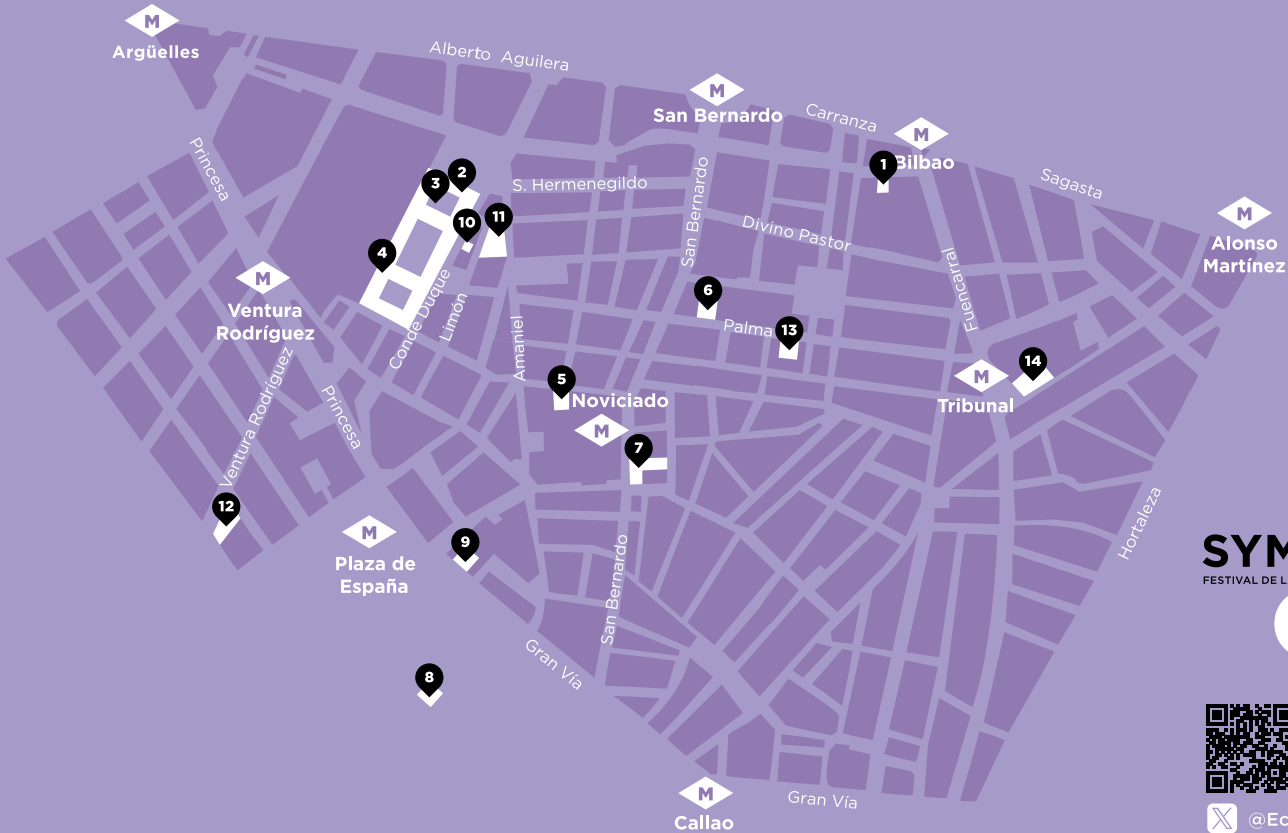 M
Argüelles
Alberto Aguilera
M
San Bernardo
Carranza
M
Bilbao
1
Sagasta
M
Alonso
Martínez
Princesa
3
2
S. Hermenegildo
10
11
4
San Bernardo
Divino Pastor
Fuencarral
M
Ventura
Rodríguez
Conde Duque
Limón
Amaniel
6
Palma
13
M
Tribunal
14
Ventura Rodríguez
Princesa
5
Noviciado
M
7
12
M
Plaza de
España
9
San Bernardo
Hortaleza
Gran Vía
8
M
Callao
Gran Vía
SYM
FESTIVAL DE L
@Ec